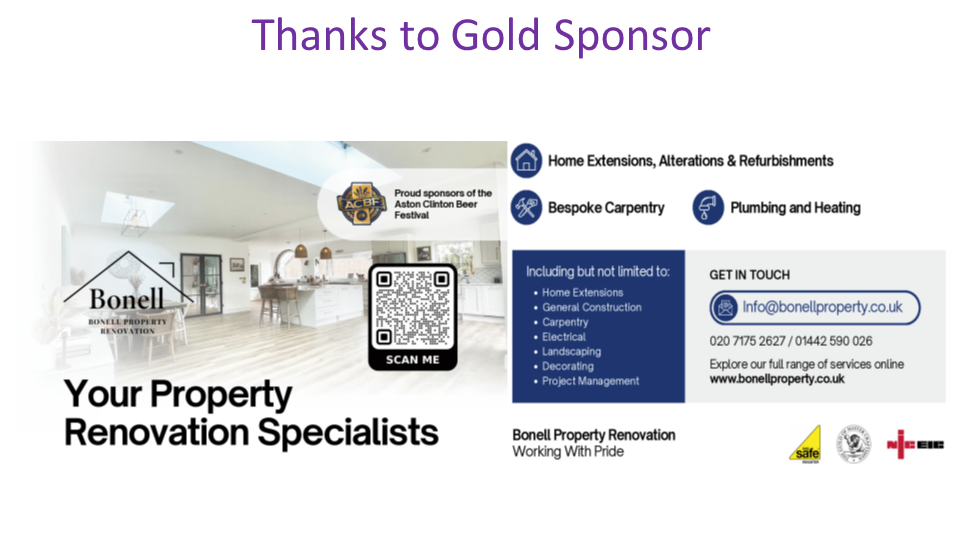 Thanks to Gold Sponsor
ACBF
Proud sponsors of the
Aston Clinton Beer
Festival
Bonell
BONELL PROPERTY
RENOVATION
SCAN ME
Your Property
Renovation Specialists
Home Extensions, Alterations & Refurbishments
Bespoke Carpentry
Plumbing and Heating
Including but not limited to:
• Home Extensions
• General Construction
• Carpentry
• Electrical
• Landscaping
• Decorating
• Project Management
GET IN TOUCH
Info@bonellproperty.co.uk
020 7175 2627 / 01442 590 026
Explore our full range of services online
www.bonellproperty.co.uk
Bonell Property Renovation
Working With Pride
safe
REGISTER
NICEIC